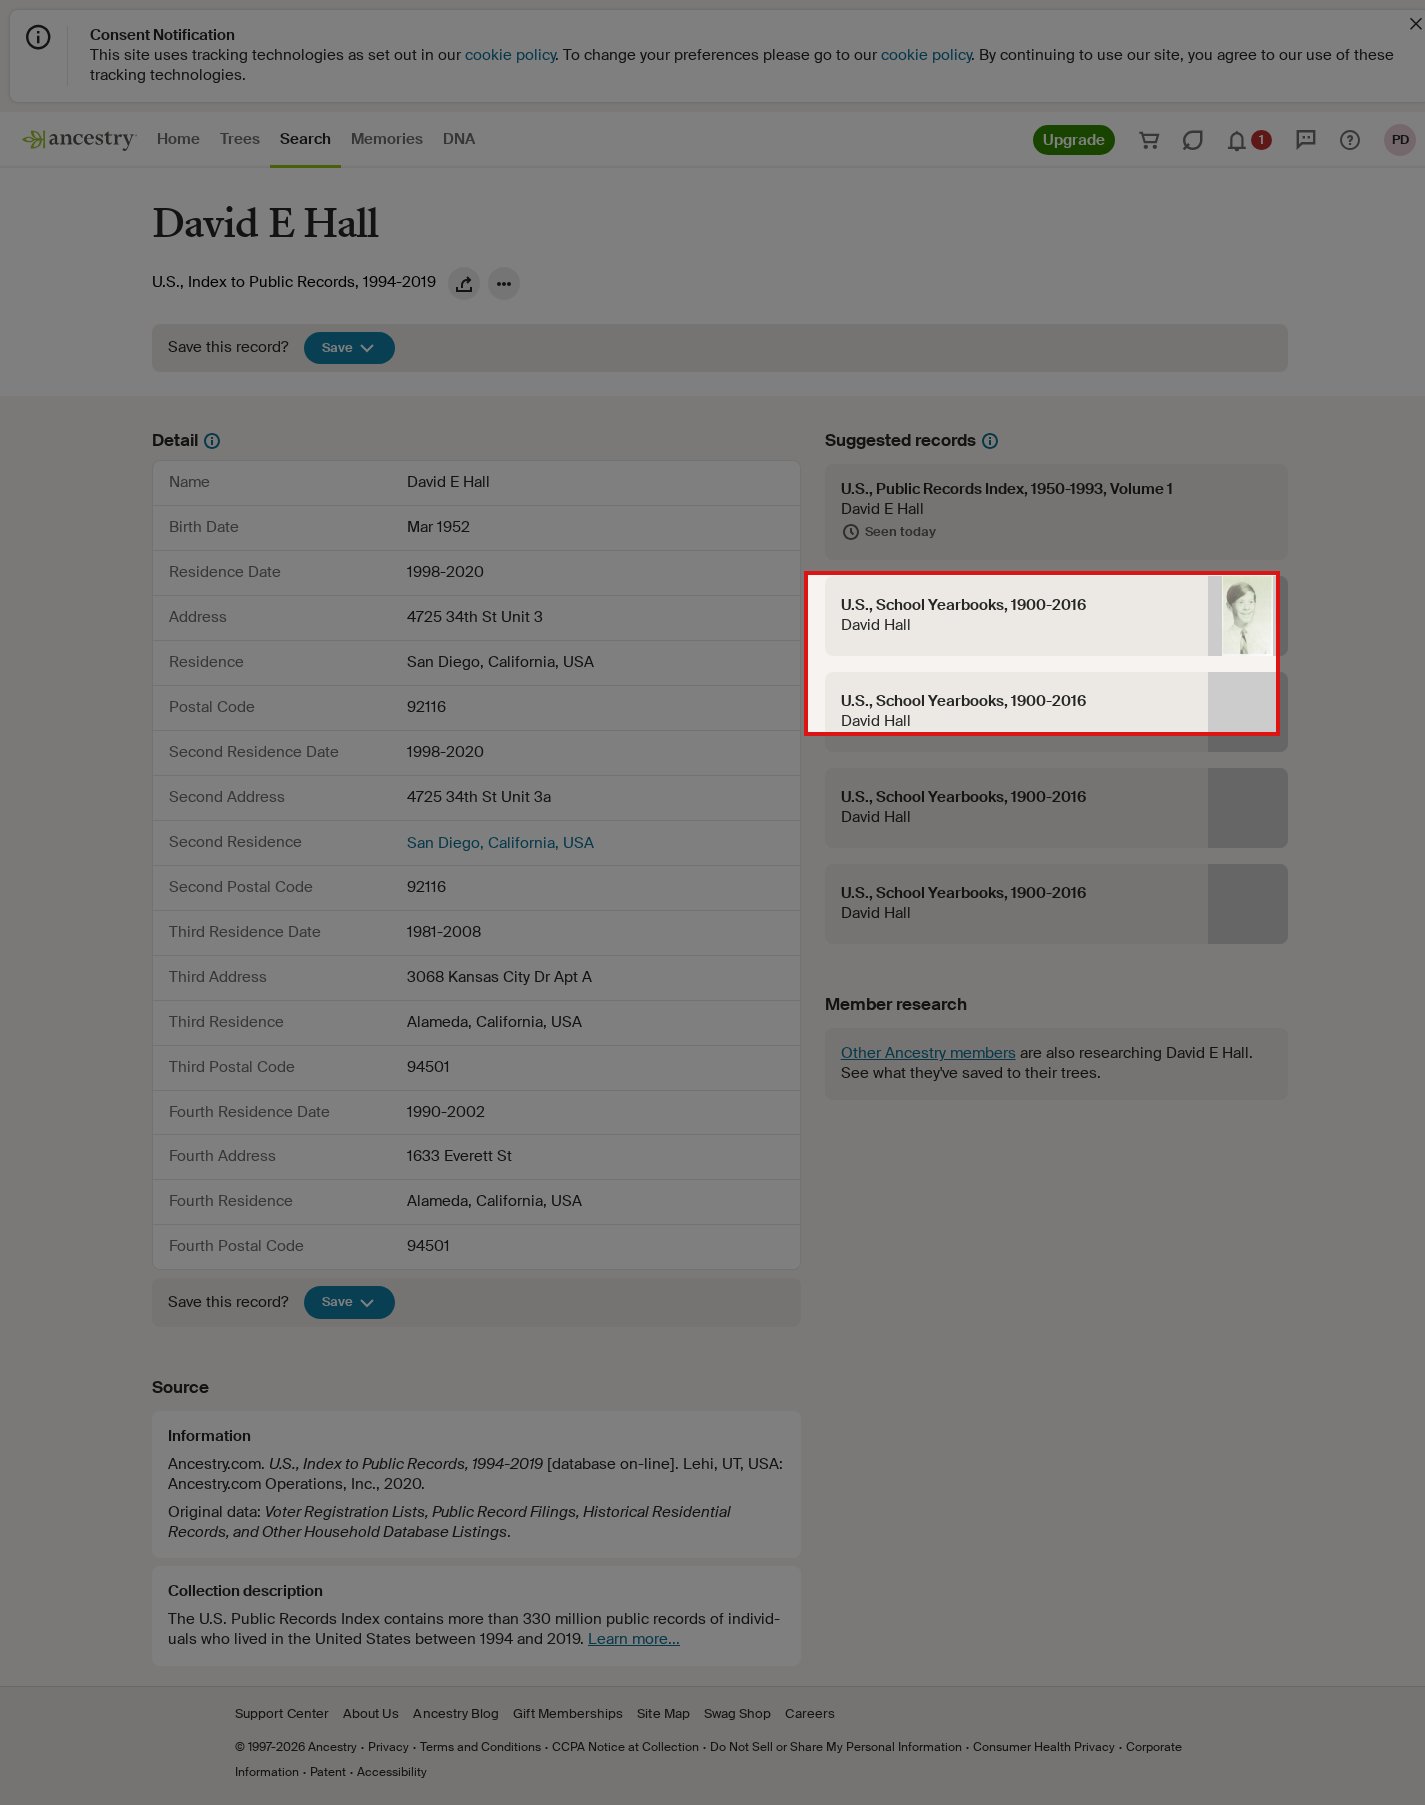 Consent Notification
This site uses tracking technologies as set out in our cookie policy. To change your preferences please go to our cookie policy. By continuing to use our site, you agree to our use of these
tracking technologies.
ancestry Home Trees Search Memories DNA Upgrade 1 PD
David E Hall
U.S., Index to Public Records, 1994-2019
Save this record? Save
Detail
Name David E Hall
Birth Date Mar 1952
Residence Date 1998-2020
Address 4725 34th St Unit 3
Residence San Diego, California, USA
Postal Code 92116
Second Residence Date 1998-2020
Second Address 4725 34th St Unit 3a
Second Residence San Diego, California, USA
Second Postal Code 92116
Third Residence Date 1981-2008
Third Address 3068 Kansas City Dr Apt A
Third Residence Alameda, California, USA
Third Postal Code 94501
Fourth Residence Date 1990-2002
Fourth Address 1633 Everett St
Fourth Residence Alameda, California, USA
Fourth Postal Code 94501
Save this record? Save
Suggested records
U.S., Public Records Index, 1950-1993, Volume 1
David E Hall
Seen today
U.S., School Yearbooks, 1900-2016
David Hall
U.S., School Yearbooks, 1900-2016
David Hall
U.S., School Yearbooks, 1900-2016
David Hall
U.S., School Yearbooks, 1900-2016
David Hall
Member research
Other Ancestry members are also researching David E Hall.
See what they've saved to their trees.
Source
Information
Ancestry.com. U.S., Index to Public Records, 1994-2019 [database on-line]. Lehi, UT, USA:
Ancestry.com Operations, Inc., 2020.
Original data: Voter Registration Lists, Public Record Filings, Historical Residential
Records, and Other Household Database Listings.
Collection description
The U.S. Public Records Index contains more than 330 million public records of individ-
uals who lived in the United States between 1994 and 2019. Learn more...
Support Center About Us Ancestry Blog Gift Memberships Site Map Swag Shop Careers
© 1997-2026 Ancestry • Privacy • Terms and Conditions • CCPA Notice at Collection • Do Not Sell or Share My Personal Information • Consumer Health Privacy • Corporate
Information • Patent • Accessibility